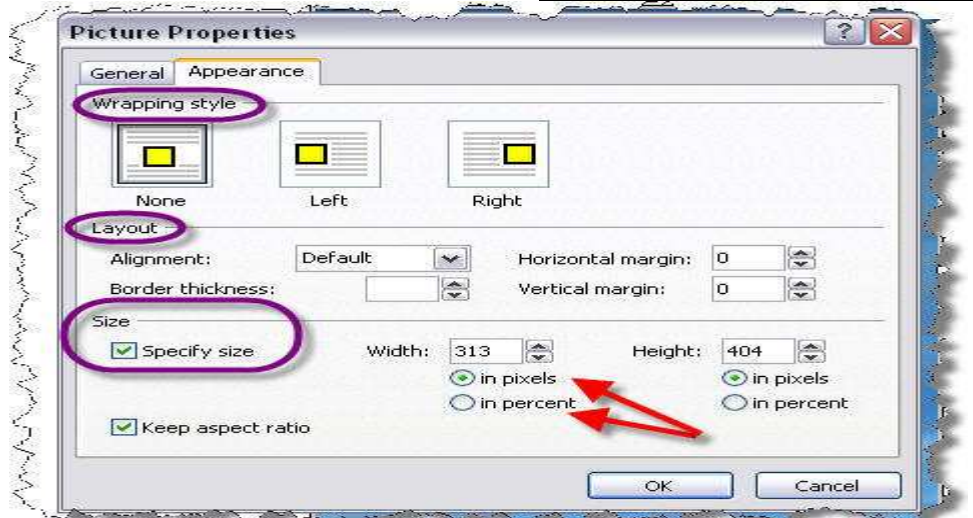 Picture Properties
General Appearance
Wrapping style
None Left Right
Layout
Alignment: Default Horizontal margin: 0
Border thickness: Vertical margin: 0
Size
Specify size Width: 313 Height: 404
in pixels in pixels
in percent in percent
Keep aspect ratio
OK Cancel